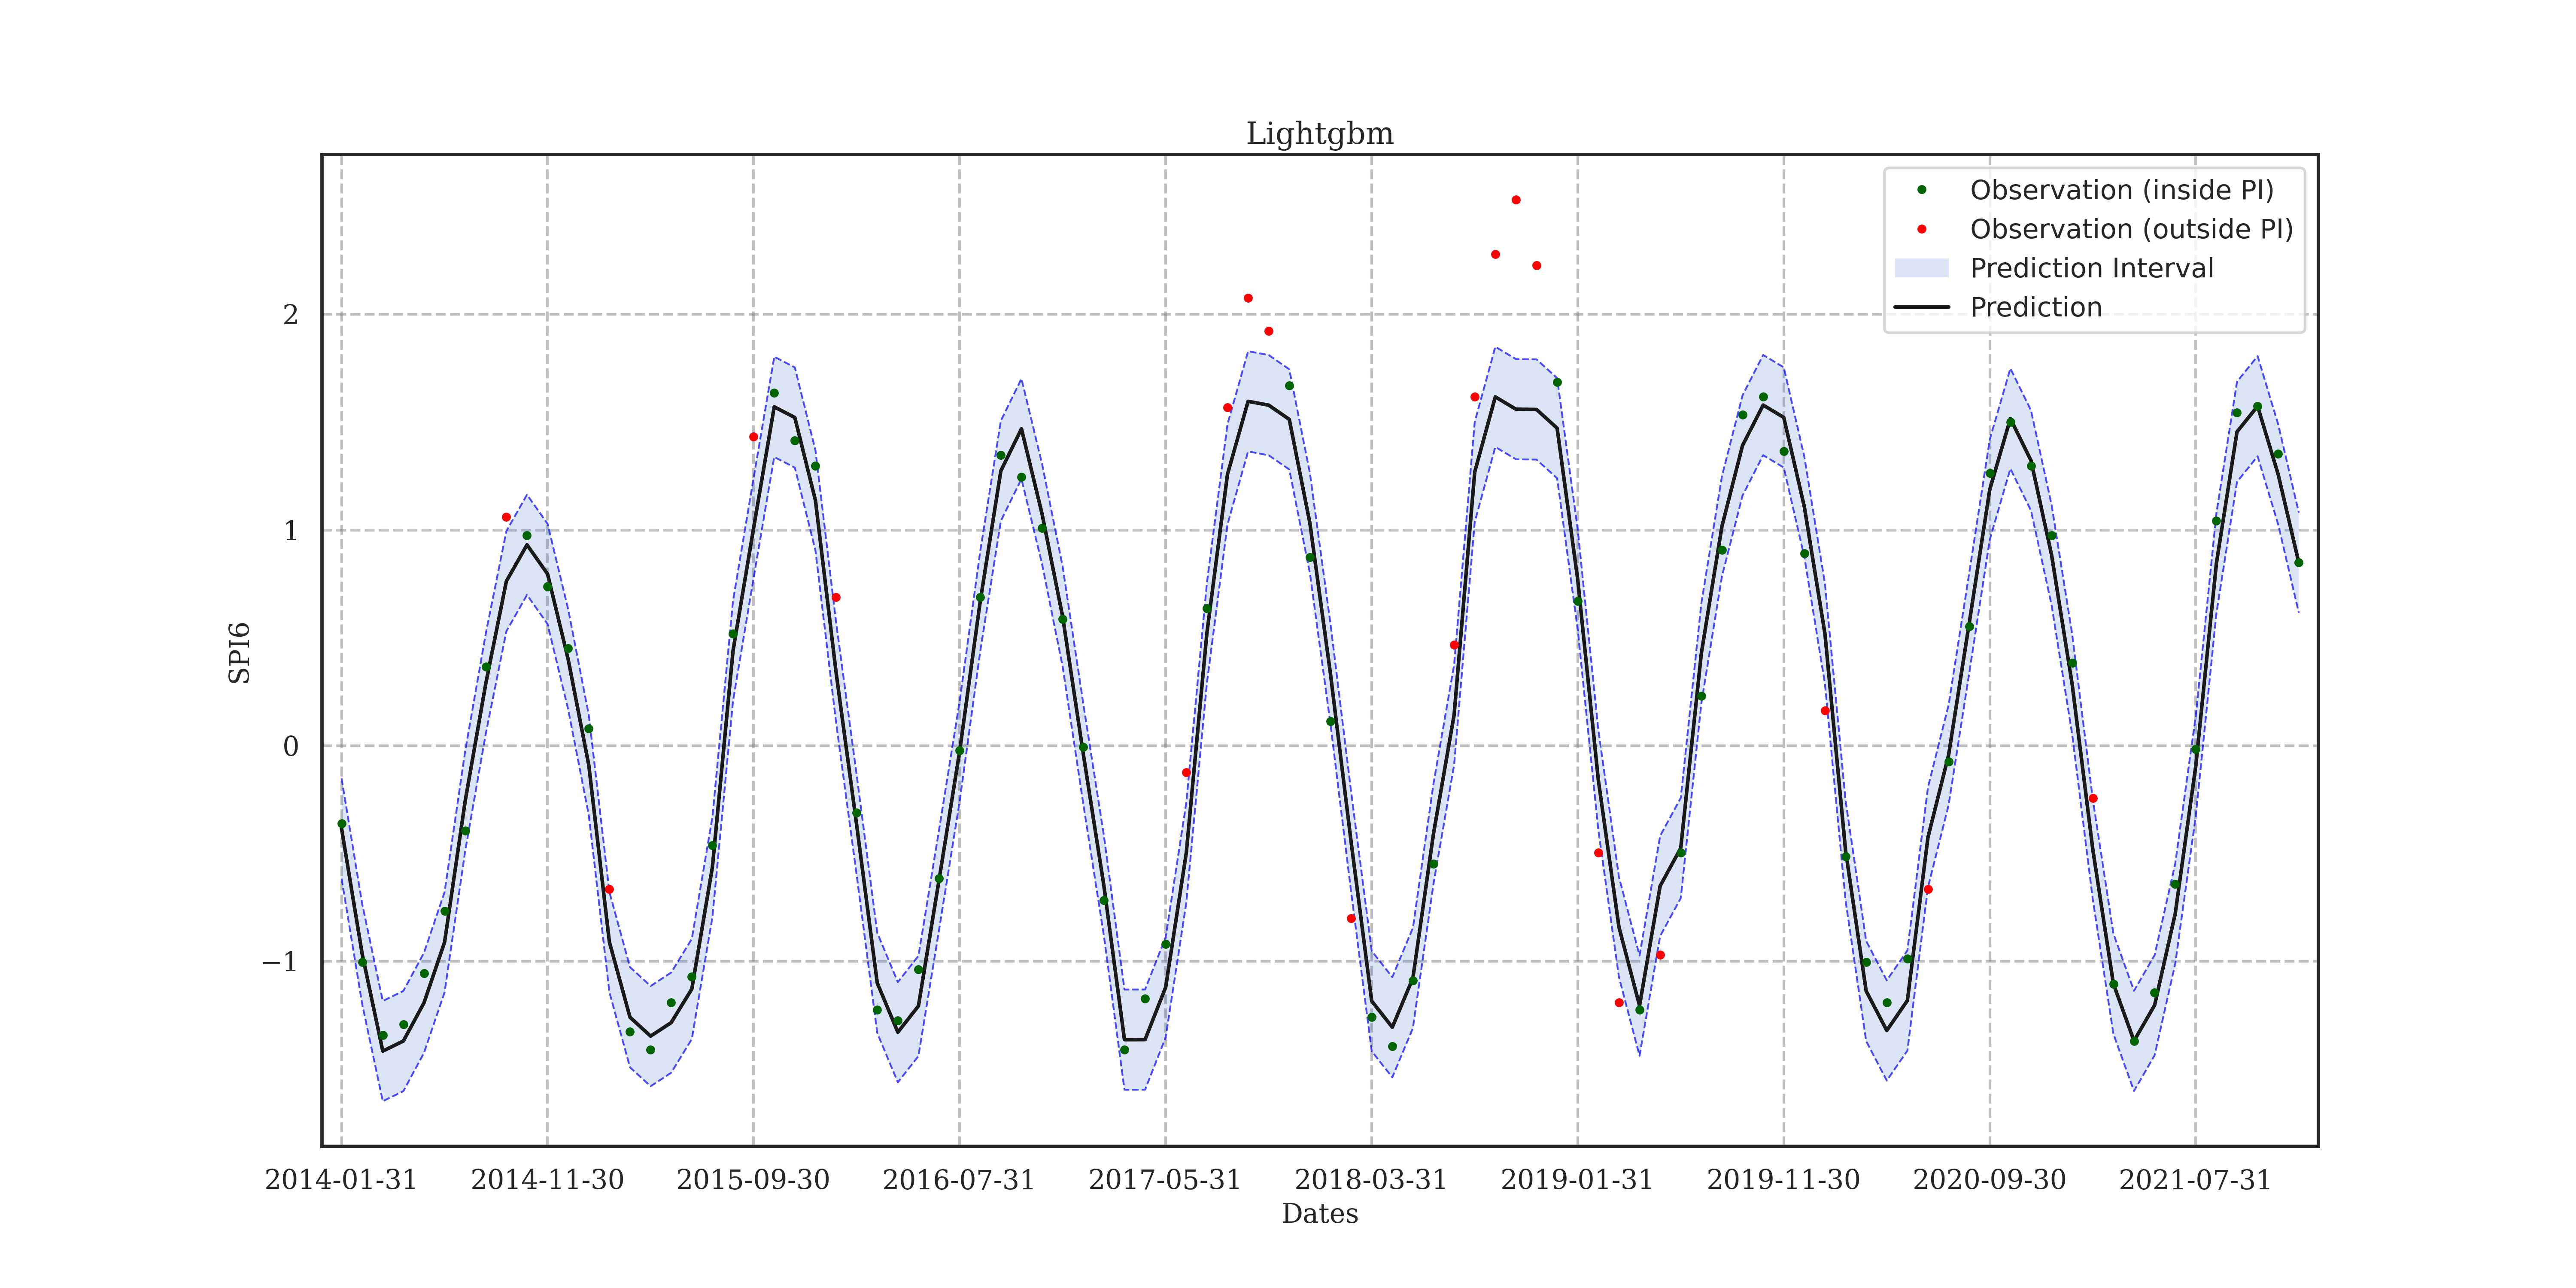 Lightgbm
Observation (inside PI)
Observation (outside PI)
Prediction Interval
Prediction
2
1
0
−1
SPI6
2014-01-31 2014-11-30 2015-09-30 2016-07-31 2017-05-31 2018-03-31 2019-01-31 2019-11-30 2020-09-30 2021-07-31
Dates